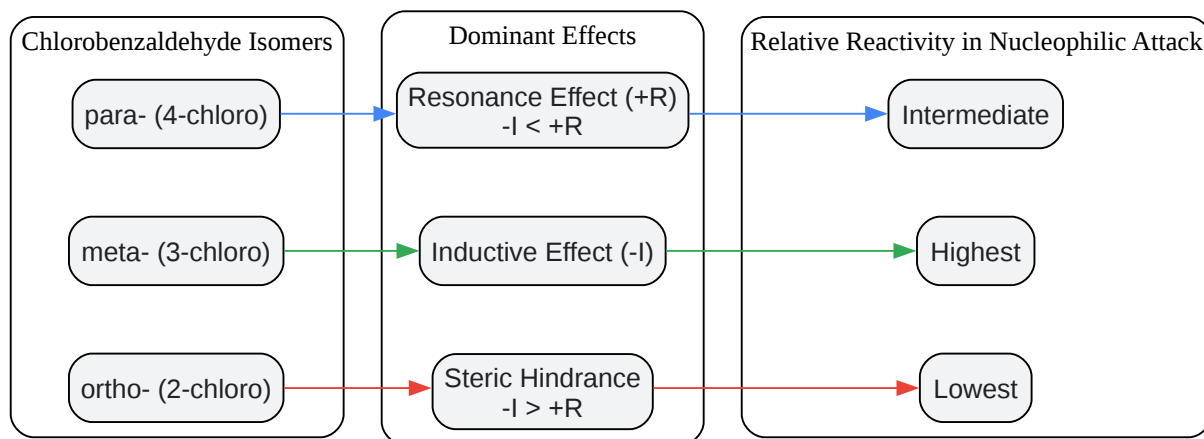 Chlorobenzaldehyde Isomers
Dominant Effects
Relative Reactivity in Nucleophilic Attack
para- (4-chloro)
Resonance Effect (+R)
-I < +R
Intermediate
meta- (3-chloro)
Inductive Effect (-I)
Highest
ortho- (2-chloro)
Steric Hindrance
-I > +R
Lowest